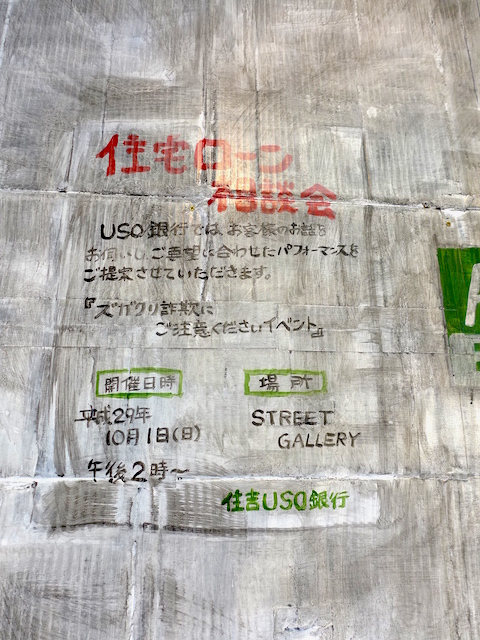 住宅ローン
相談会
USO銀行では、お客様のお話を
お伺いし、ご要望に合わせたパフォーマンスを
ご提案させていただきます。
『ズガクリ詐欺に
ご注意くださいイベント』
開催日時
平成29年
10月1日(日)
午後2時〜
場所
STREET
GALLERY
住吉USO銀行
A